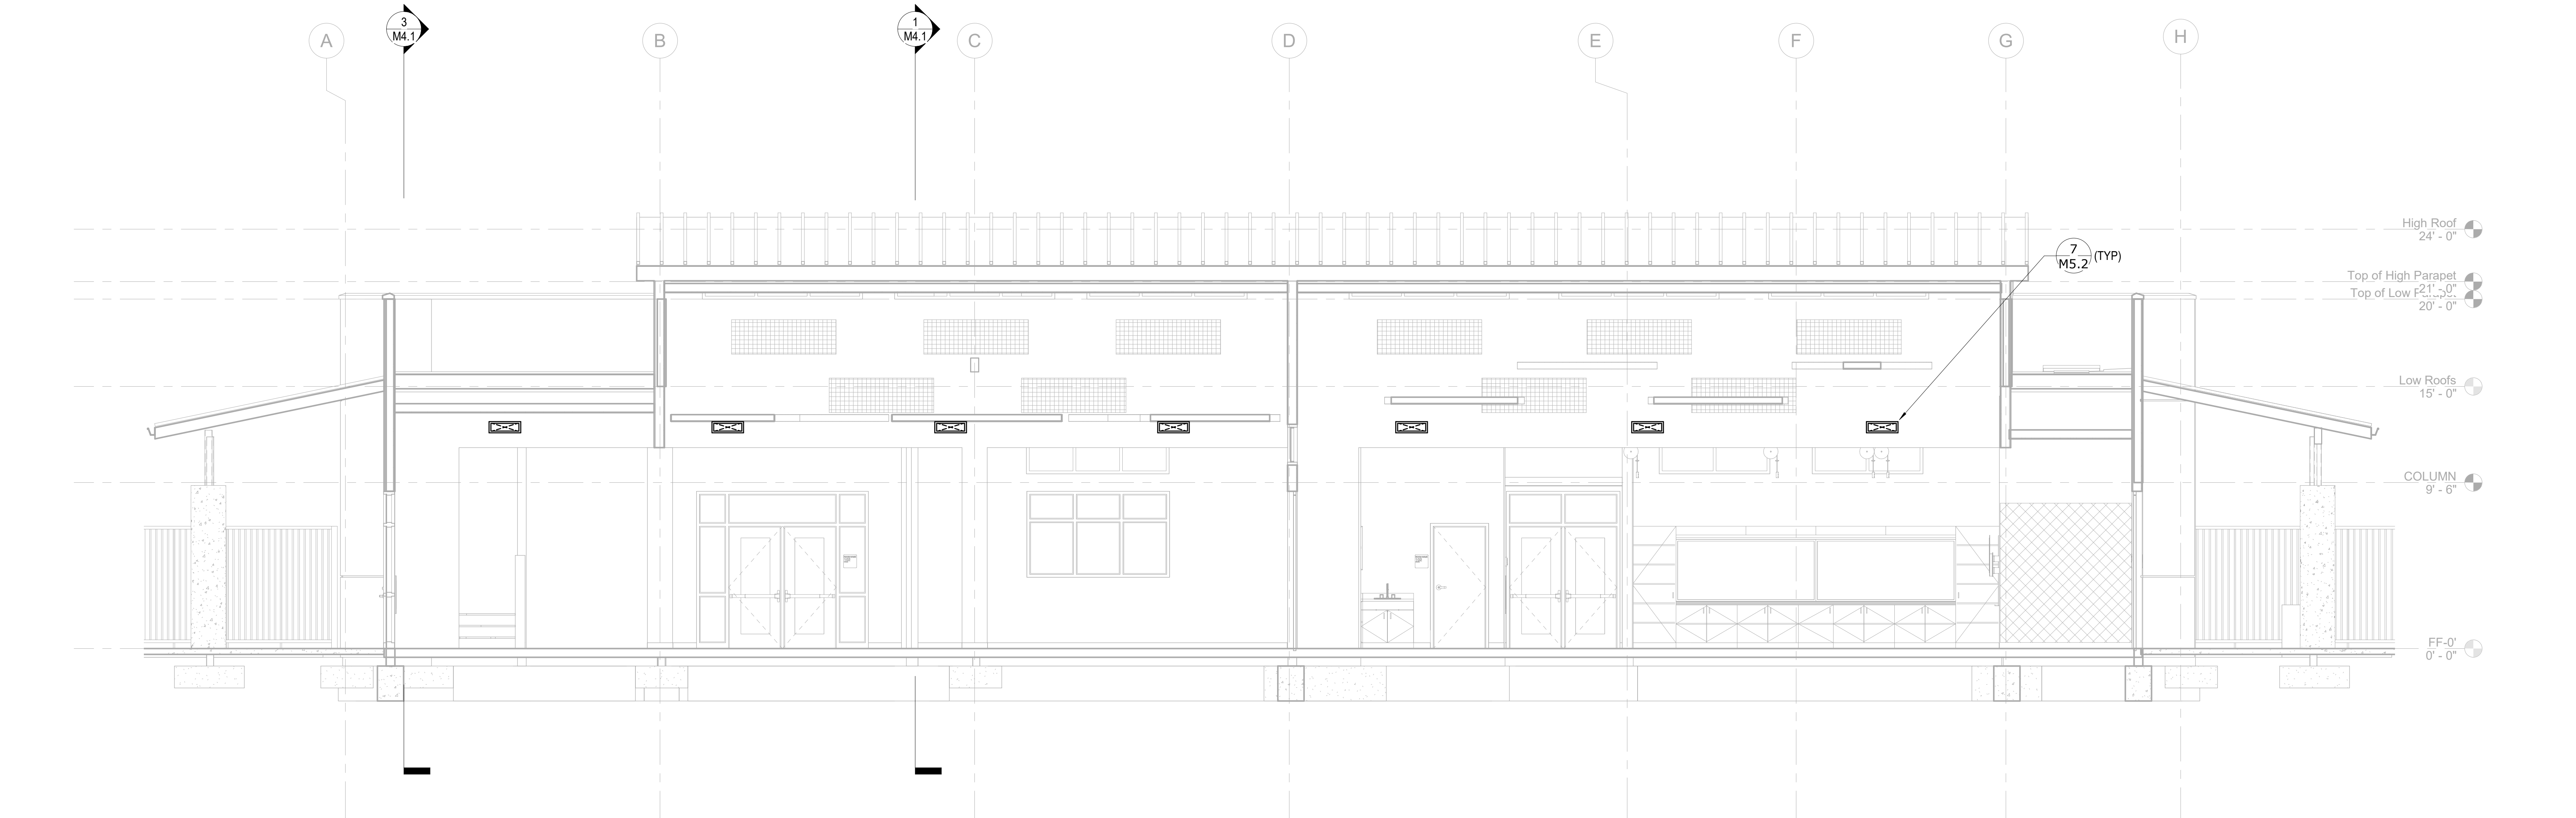 3
M4.1
1
M4.1
A
B
C
D
E
F
G
H
High Roof
24' - 0"
7
M5.2
(TYP)
Top of High Parapet
21' - 0"
Top of Low Parapet
20' - 0"
Low Roofs
15' - 0"
COLUMN
9' - 6"
FF-0'
0' - 0"